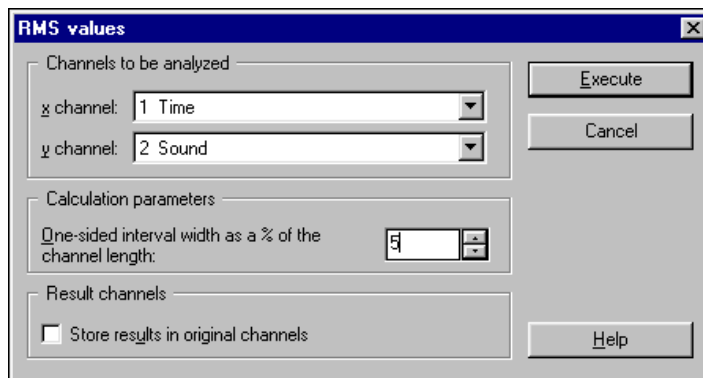 RMS values
Channels to be analyzed
x channel: 1 Time
y channel: 2 Sound
Calculation parameters
One-sided interval width as a % of the
channel length:
5
Result channels
Store results in original channels
Execute
Cancel
Help